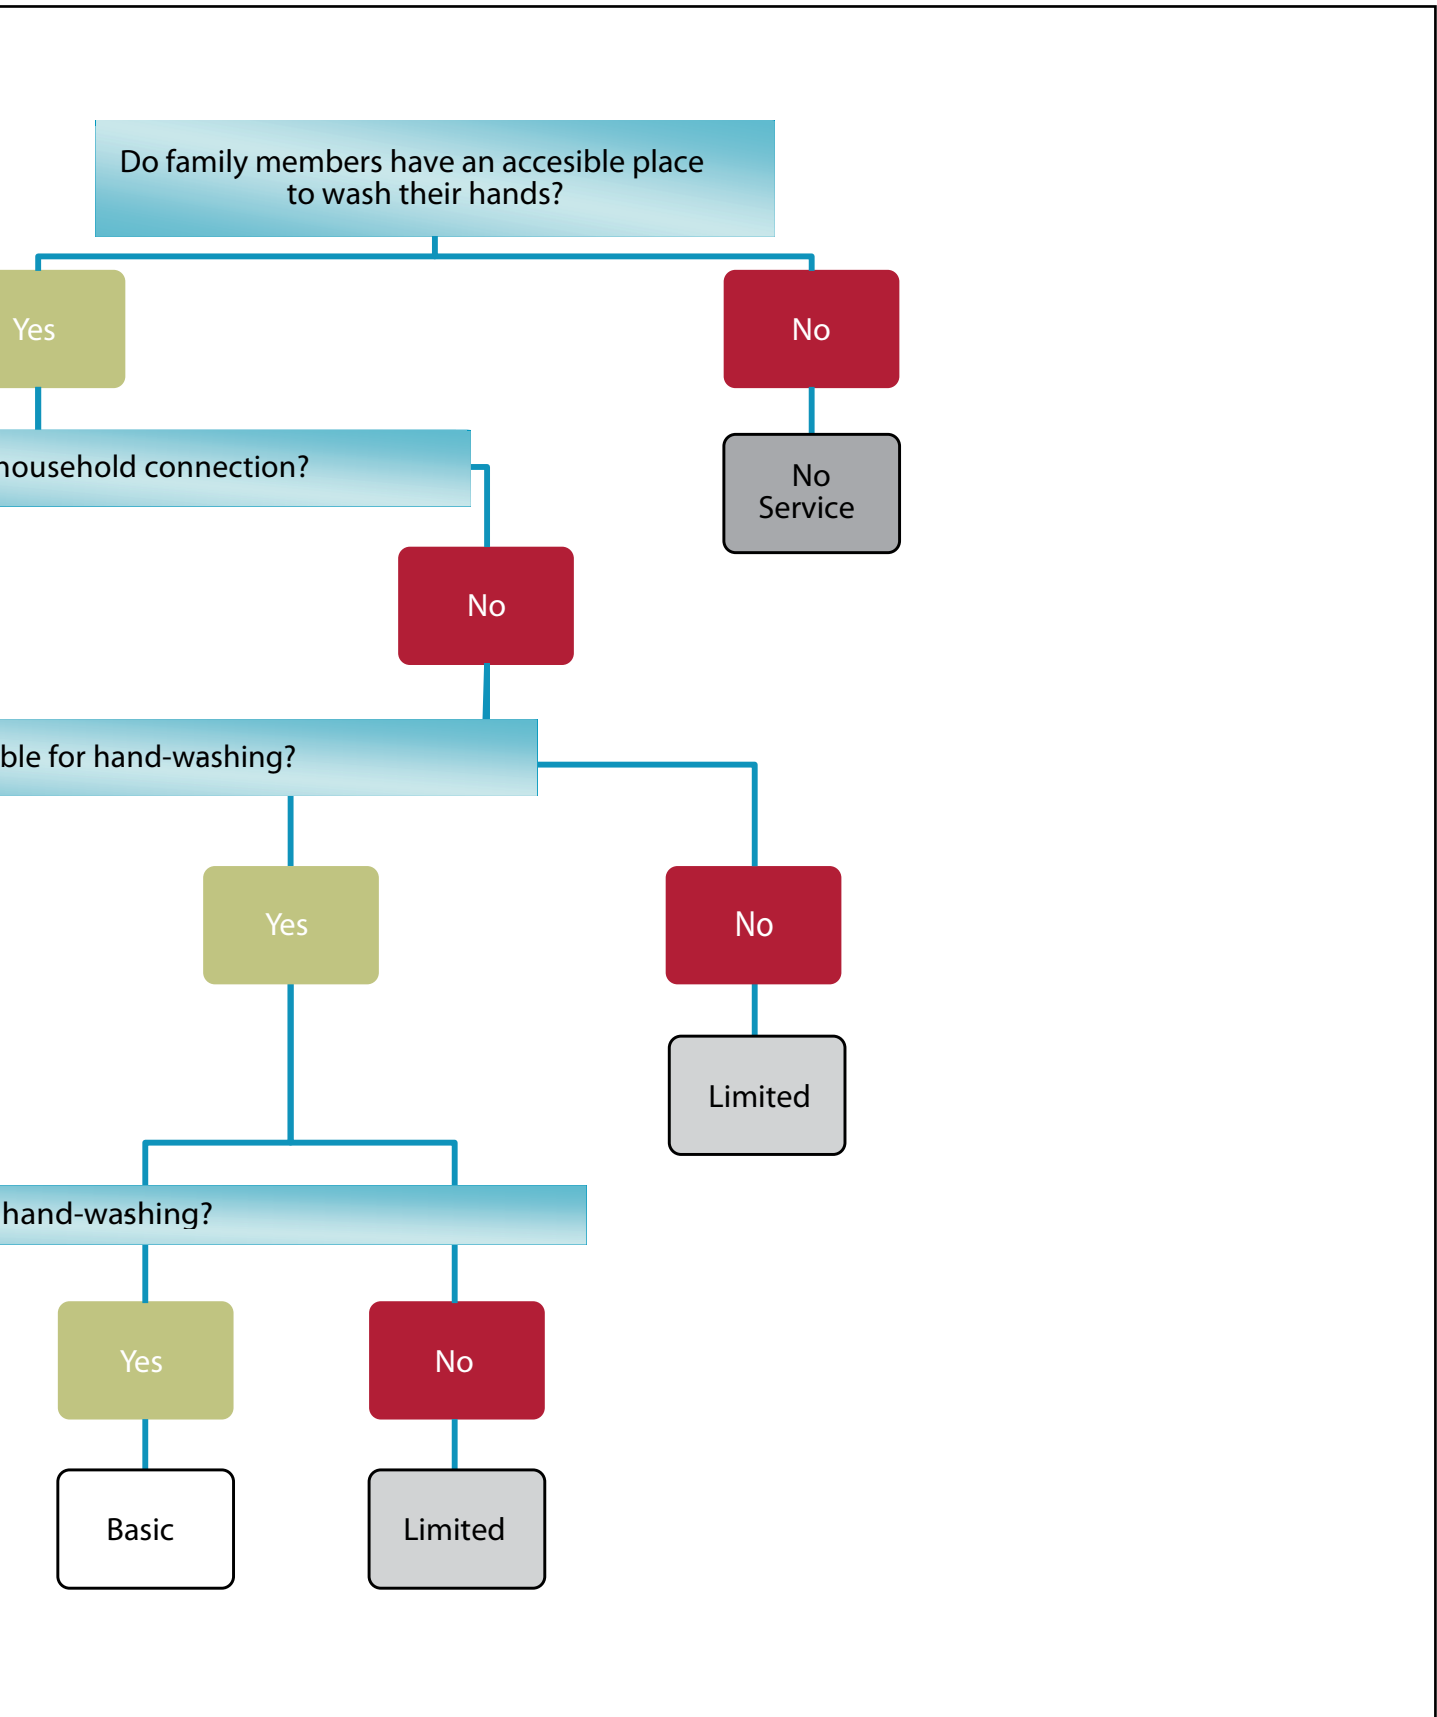 Do family members have an accesible place
to wash their hands?
Yes
No
household connection?
No
Service
No
for hand-washing?
Yes
No
Limited
hand-washing?
Yes
No
Basic
Limited